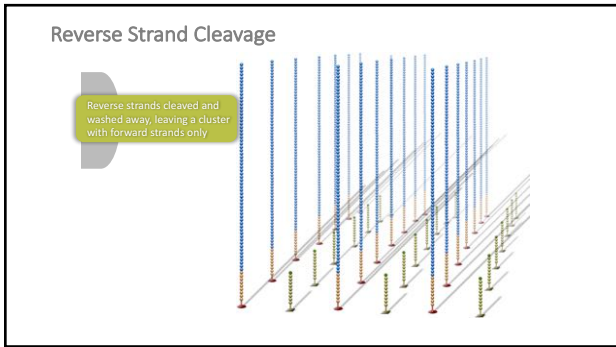 Reverse Strand Cleavage
Reverse strands cleaved and
washed away, leaving a cluster
with forward strands only